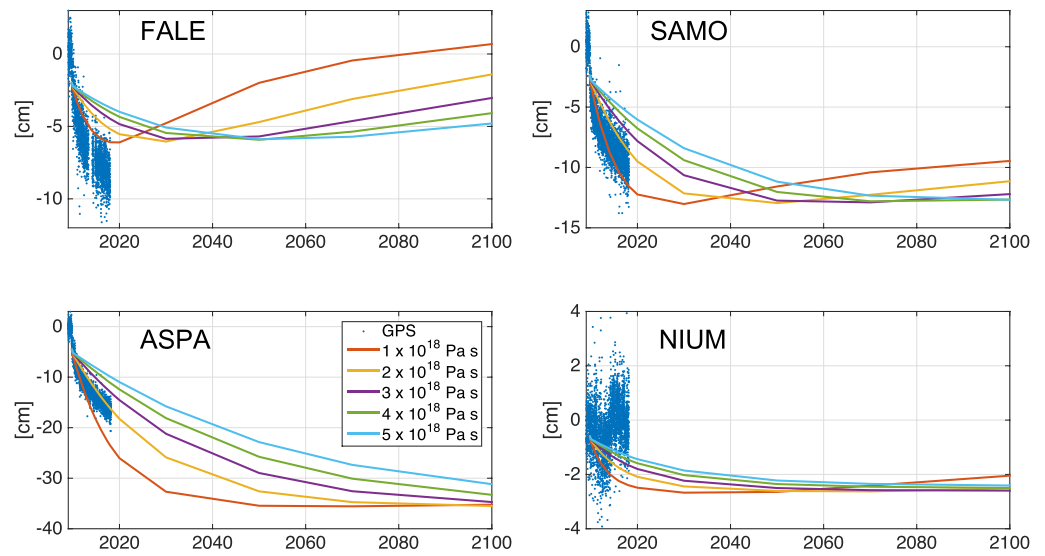 FALE
[cm]
0
-5
-10
2020 2040 2060 2080 2100
SAMO
[cm]
0
-5
-10
-15
2020 2040 2060 2080 2100
ASPA
[cm]
0
-10
-20
-30
-40
2020 2040 2060 2080 2100
GPS
1 x 10^18 Pa s
2 x 10^18 Pa s
3 x 10^18 Pa s
4 x 10^18 Pa s
5 x 10^18 Pa s
NIUM
[cm]
4
2
0
-2
-4
2020 2040 2060 2080 2100